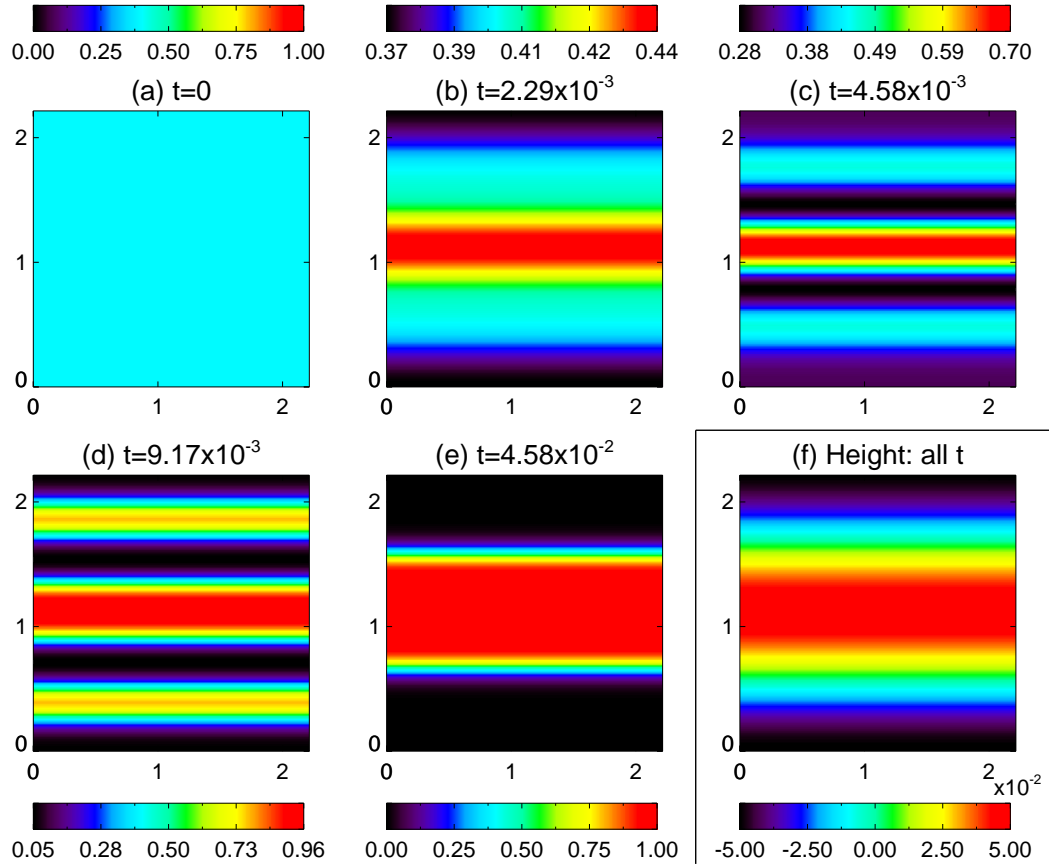 0.00 0.25 0.50 0.75 1.00
0.37 0.39 0.41 0.42 0.44
0.28 0.38 0.49 0.59 0.70
(a) t=0
(b) t=2.29x10⁻³
(c) t=4.58x10⁻³
2
1
0
0 1 2
2
1
0
0 1 2
2
1
0
0 1 2
(d) t=9.17x10⁻³
(e) t=4.58x10⁻²
(f) Height: all t
2
1
0
0 1 2
2
1
0
0 1 2
2
1
0
0 1 2
x10⁻²
0.05 0.28 0.50 0.73 0.96
0.00 0.25 0.50 0.75 1.00
-5.00 -2.50 0.00 2.50 5.00